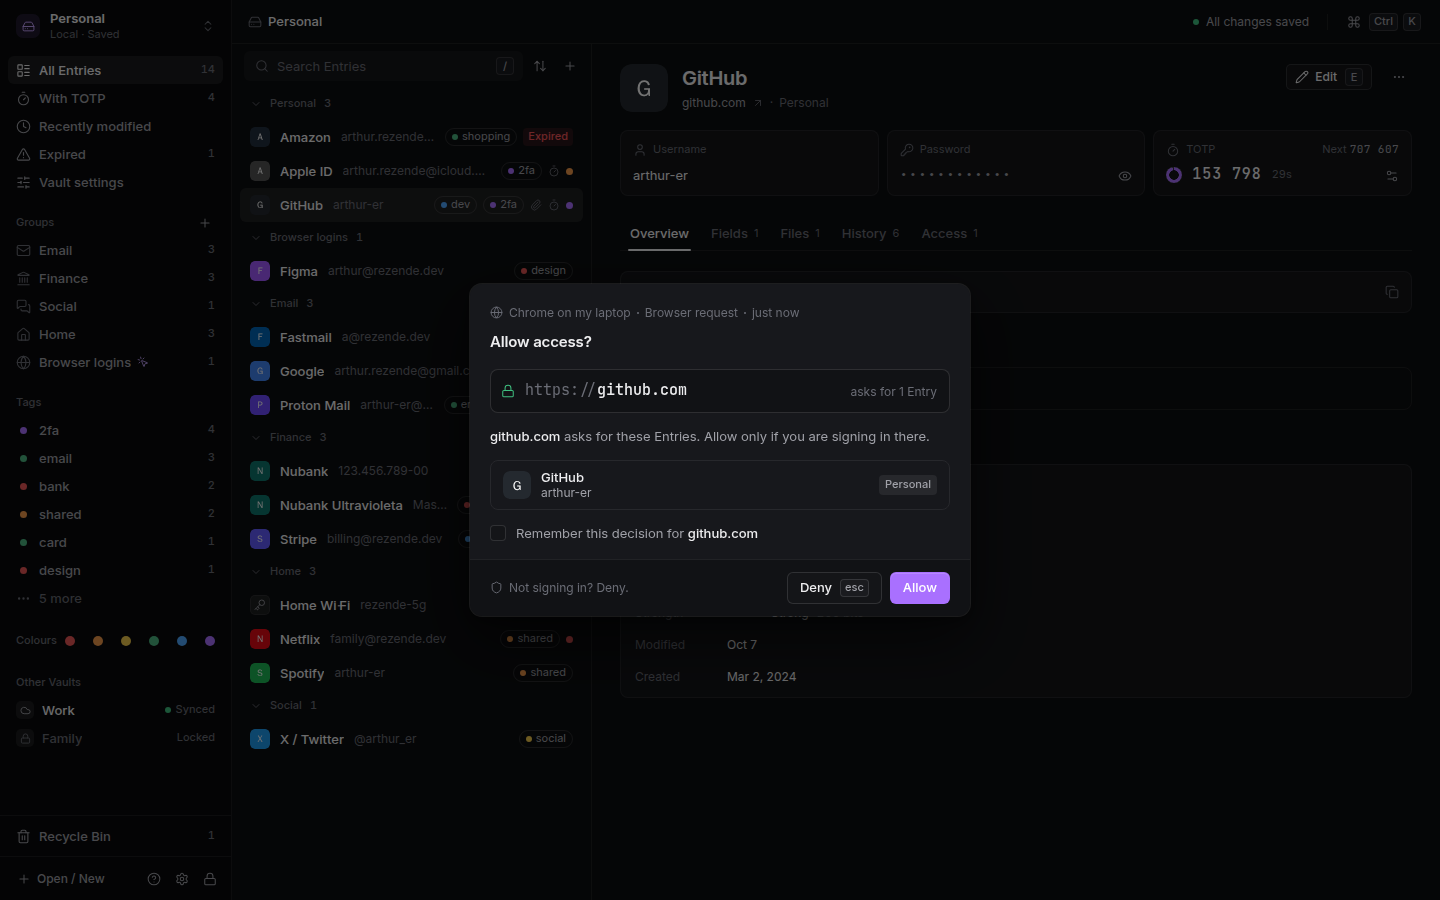 Personal
Local · Saved
All Entries 14
With TOTP 4
Recently modified
Expired 1
Vault settings
Groups
Email 3
Finance 3
Social 1
Home 3
Browser logins 1
Tags
2fa 4
email 3
bank 2
shared 2
card 1
design 1
5 more
Colours
Other Vaults
Work Synced
Family Locked
Recycle Bin 1
Open / New
Personal
All changes saved Ctrl K
Search Entries /
Personal 3
A Amazon arthur.rezende... shopping Expired
A Apple ID arthur.rezende@icloud.... 2fa
G GitHub arthur-er dev 2fa
Browser logins 1
F Figma arthur@rezende.dev design
Email 3
F Fastmail a@rezende.dev
G Google arthur.rezende@gmail.c
P Proton Mail arthur-er@...
Finance 3
N Nubank 123.456.789-00
N Nubank Ultravioleta Mas...
S Stripe billing@rezende.dev
Home 3
Home Wi-Fi rezende-5g
N Netflix family@rezende.dev shared
S Spotify arthur-er shared
Social 1
X X / Twitter @arthur_er social
G
GitHub
github.com · Personal
Edit E
Username
arthur-er
Password
TOTP Next 707 607
153 798 29s
Overview Fields 1 Files 1 History 6 Access 1
Modified Oct 7
Created Mar 2, 2024
Chrome on my laptop · Browser request · just now
Allow access?
https://github.com asks for 1 Entry
github.com asks for these Entries. Allow only if you are signing in there.
G GitHub
arthur-er
Personal
Remember this decision for github.com
Not signing in? Deny.
Deny esc
Allow